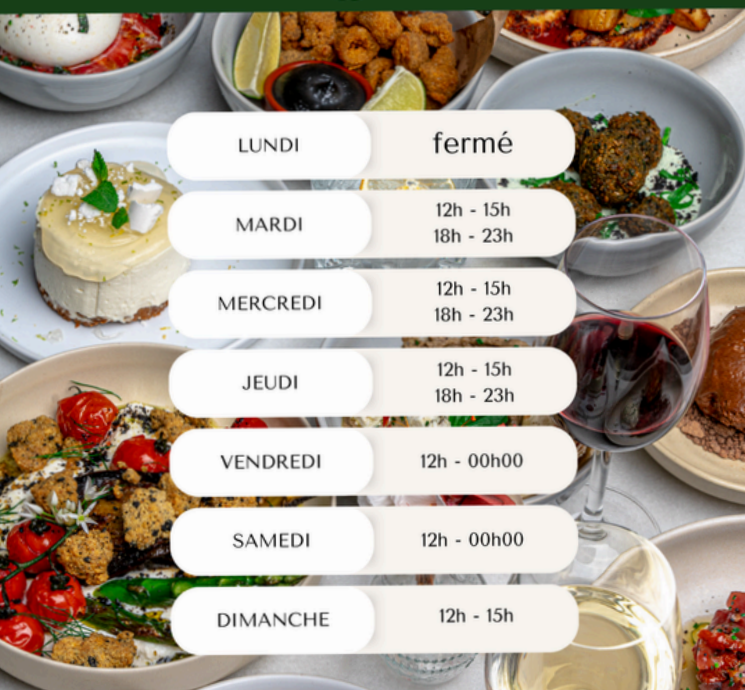 LUNDI fermé
MARDI 12h - 15h
18h - 23h
MERCREDI 12h - 15h
18h - 23h
JEUDI 12h - 15h
18h - 23h
VENDREDI 12h - 00h00
SAMEDI 12h - 00h00
DIMANCHE 12h - 15h